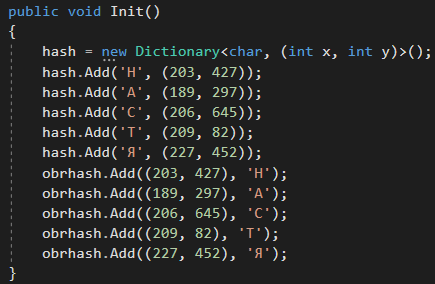 public void Init()
{
    hash = new Dictionary<char, (int x, int y)>();
    hash.Add('Н', (203, 427));
    hash.Add('А', (189, 297));
    hash.Add('С', (206, 645));
    hash.Add('Т', (209, 82));
    hash.Add('Я', (227, 452));
    obrhash.Add((203, 427), 'Н');
    obrhash.Add((189, 297), 'А');
    obrhash.Add((206, 645), 'С');
    obrhash.Add((209, 82), 'Т');
    obrhash.Add((227, 452), 'Я');
}